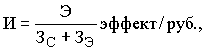 И = Э / (З_С + З_Э) эффект/руб.,